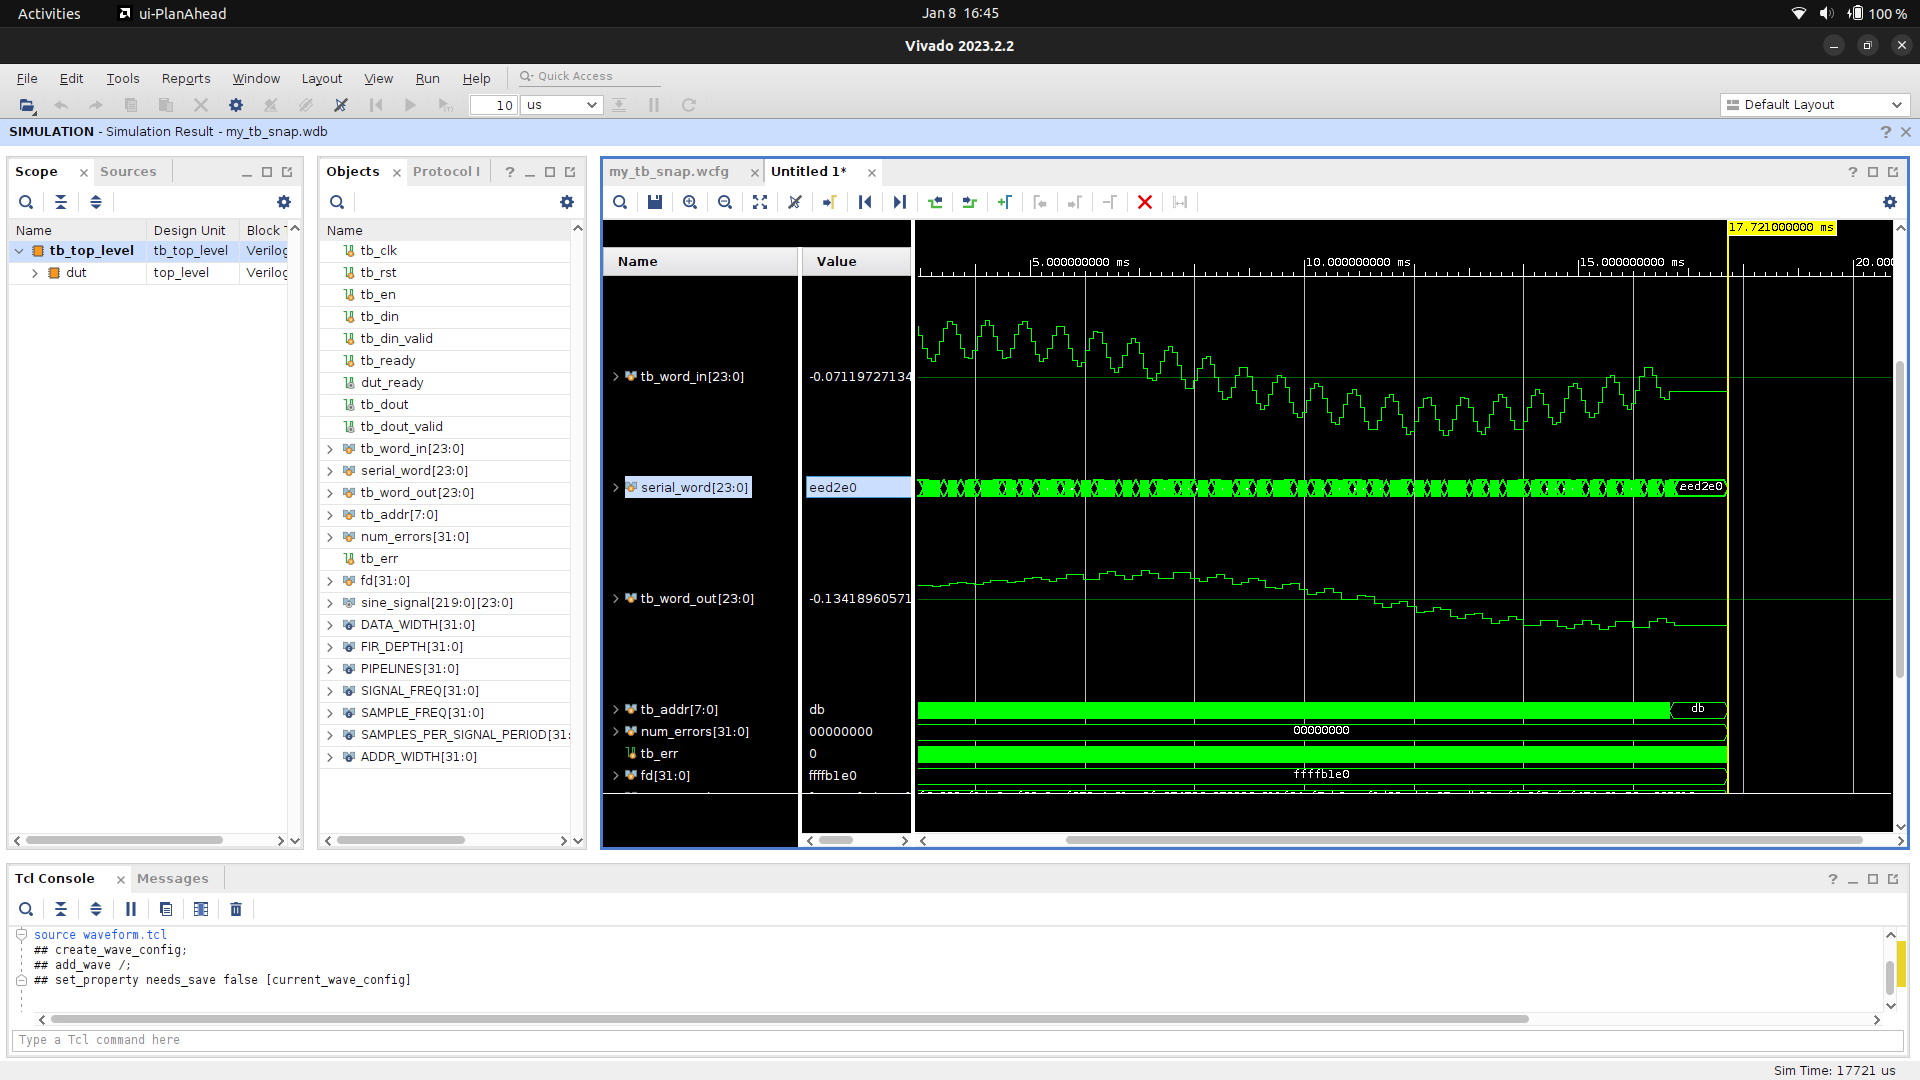 Activities
ui-PlanAhead
Jan 8 16:45
100 %
Vivado 2023.2.2
File Edit Tools Reports Window Layout View Run Help
Quick Access
10 us
Default Layout
SIMULATION - Simulation Result - my_tb_snap.wdb
Scope
Sources
Name Design Unit Block
tb_top_level tb_top_level Verilog
dut top_level Verilog
Objects
Protocol I
Name
tb_clk
tb_rst
tb_en
tb_din
tb_din_valid
tb_ready
dut_ready
tb_dout
tb_dout_valid
tb_word_in[23:0]
serial_word[23:0]
tb_word_out[23:0]
tb_addr[7:0]
num_errors[31:0]
tb_err
fd[31:0]
sine_signal[219:0][23:0]
DATA_WIDTH[31:0]
FIR_DEPTH[31:0]
PIPELINES[31:0]
SIGNAL_FREQ[31:0]
SAMPLE_FREQ[31:0]
SAMPLES_PER_SIGNAL_PERIOD[31:
ADDR_WIDTH[31:0]
my_tb_snap.wcfg
Untitled 1*
17.721000000 ms
Name Value
5.000000000 ms 10.000000000 ms 15.000000000 ms 20.000
tb_word_in[23:0] -0.07119727134
serial_word[23:0] eed2e0 eed2e0
tb_word_out[23:0] -0.13418960571
tb_addr[7:0] db db
num_errors[31:0] 00000000 00000000
tb_err 0
fd[31:0] ffffb1e0 ffffb1e0
Tcl Console
Messages
source waveform.tcl
## create_wave_config;
## add_wave /;
## set_property needs_save false [current_wave_config]
Type a Tcl command here
Sim Time: 17721 us